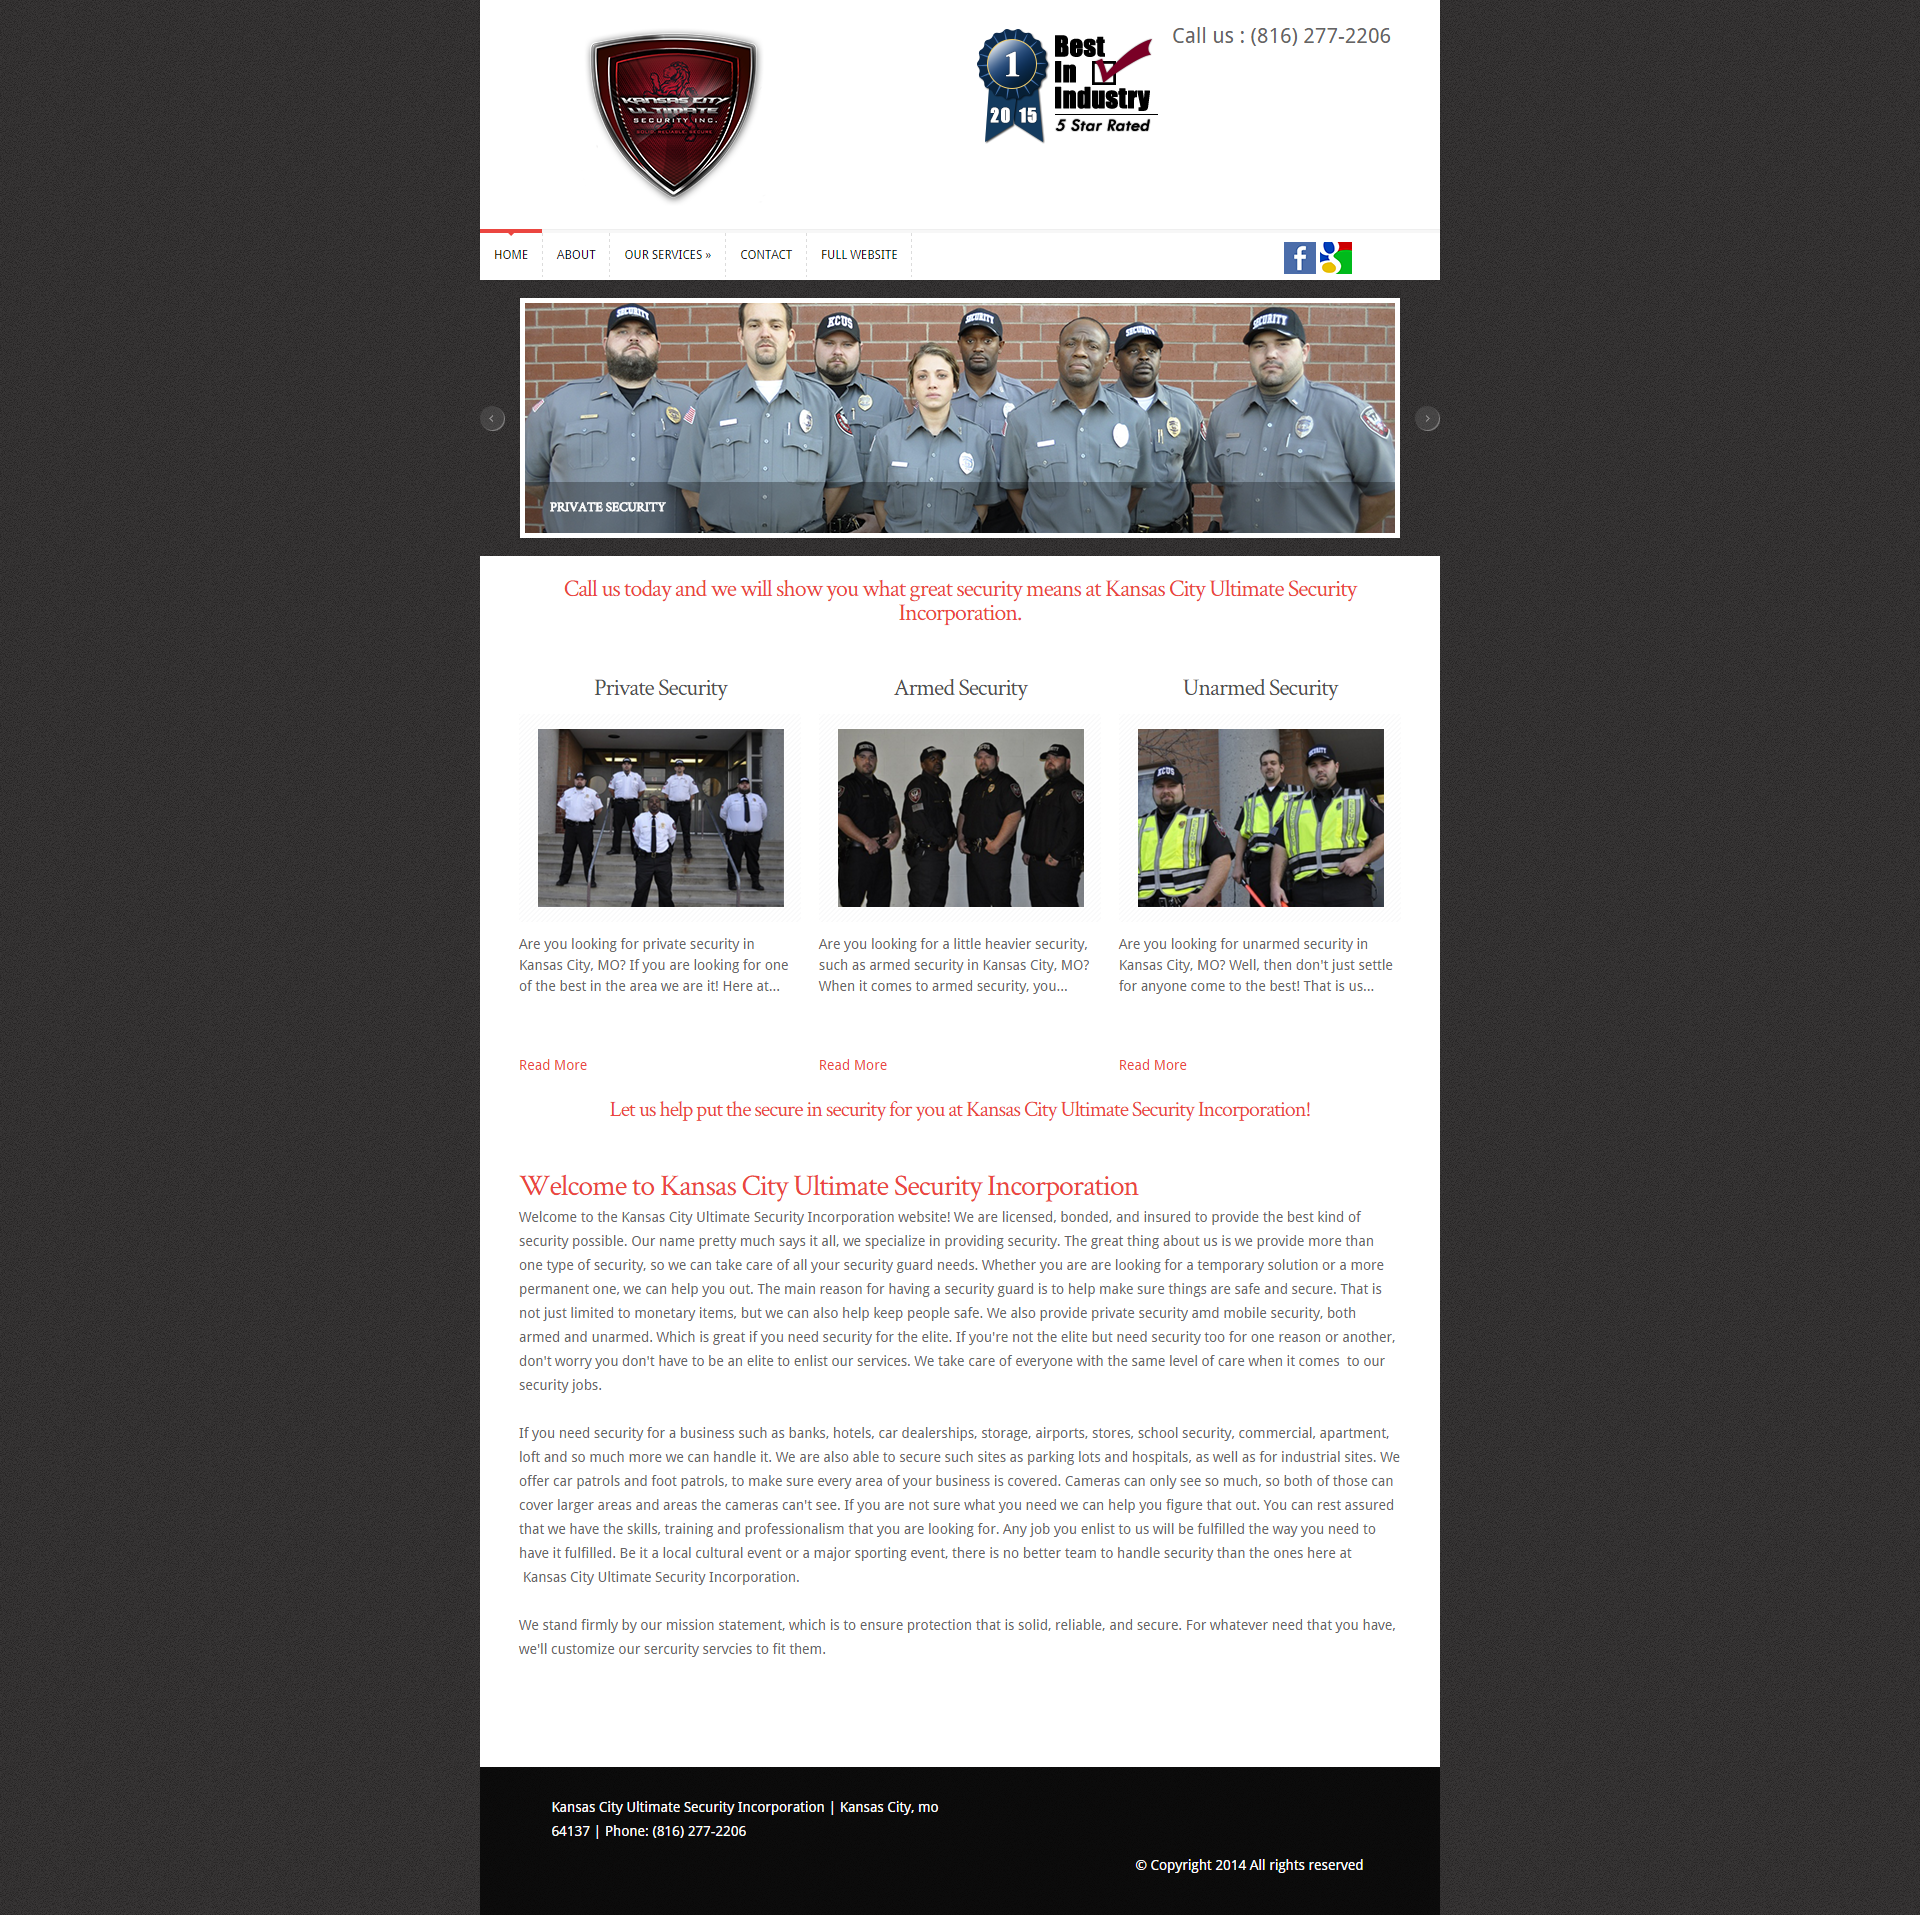 KANSAS CITY
ULTIMATE
SECURITY INC.
SOLID, RELIABLE, SECURE
1
20 15
Best
In
Industry
5 Star Rated
Call us : (816) 277-2206
HOME
ABOUT
OUR SERVICES »
CONTACT
FULL WEBSITE
f
g
SECURITY
KCUS
SECURITY
SECURITY
SECURITY
PRIVATE SECURITY
Call us today and we will show you what great security means at Kansas City Ultimate Security
Incorporation.
Private Security
Armed Security
Unarmed Security
KCUS
SECURITY
Are you looking for private security in
Kansas City, MO? If you are looking for one
of the best in the area we are it! Here at...
Read More
Are you looking for a little heavier security,
such as armed security in Kansas City, MO?
When it comes to armed security, you...
Read More
Are you looking for unarmed security in
Kansas City, MO? Well, then don't just settle
for anyone come to the best! That is us...
Read More
Let us help put the secure in security for you at Kansas City Ultimate Security Incorporation!
Welcome to Kansas City Ultimate Security Incorporation
Welcome to the Kansas City Ultimate Security Incorporation website! We are licensed, bonded, and insured to provide the best kind of
security possible. Our name pretty much says it all, we specialize in providing security. The great thing about us is we provide more than
one type of security, so we can take care of all your security guard needs. Whether you are are looking for a temporary solution or a more
permanent one, we can help you out. The main reason for having a security guard is to help make sure things are safe and secure. That is
not just limited to monetary items, but we can also help keep people safe. We also provide private security amd mobile security, both
armed and unarmed. Which is great if you need security for the elite. If you're not the elite but need security too for one reason or another,
don't worry you don't have to be an elite to enlist our services. We take care of everyone with the same level of care when it comes  to our
security jobs.
If you need security for a business such as banks, hotels, car dealerships, storage, airports, stores, school security, commercial, apartment,
loft and so much more we can handle it. We are also able to secure such sites as parking lots and hospitals, as well as for industrial sites. We
offer car patrols and foot patrols, to make sure every area of your business is covered. Cameras can only see so much, so both of those can
cover larger areas and areas the cameras can't see. If you are not sure what you need we can help you figure that out. You can rest assured
that we have the skills, training and professionalism that you are looking for. Any job you enlist to us will be fulfilled the way you need to
have it fulfilled. Be it a local cultural event or a major sporting event, there is no better team to handle security than the ones here at
Kansas City Ultimate Security Incorporation.
We stand firmly by our mission statement, which is to ensure protection that is solid, reliable, and secure. For whatever need that you have,
we'll customize our sercurity servcies to fit them.
Kansas City Ultimate Security Incorporation | Kansas City, mo
64137 | Phone: (816) 277-2206
© Copyright 2014 All rights reserved